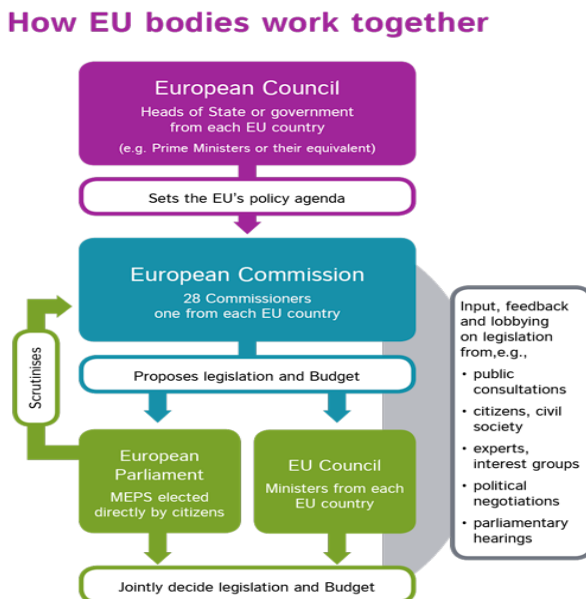 How EU bodies work together
European Council
Heads of State or government
from each EU country
(e.g. Prime Ministers or their equivalent)
Sets the EU's policy agenda
European Commission
28 Commissioners
one from each EU country
Proposes legislation and Budget
Scrutinises
European
Parliament
MEPS elected
directly by citizens
EU Council
Ministers from each
EU country
Jointly decide legislation and Budget
Input, feedback
and lobbying
on legislation
from,e.g.,
• public
consultations
• citizens, civil
society
• experts,
interest groups
• political
negotiations
• parliamentary
hearings